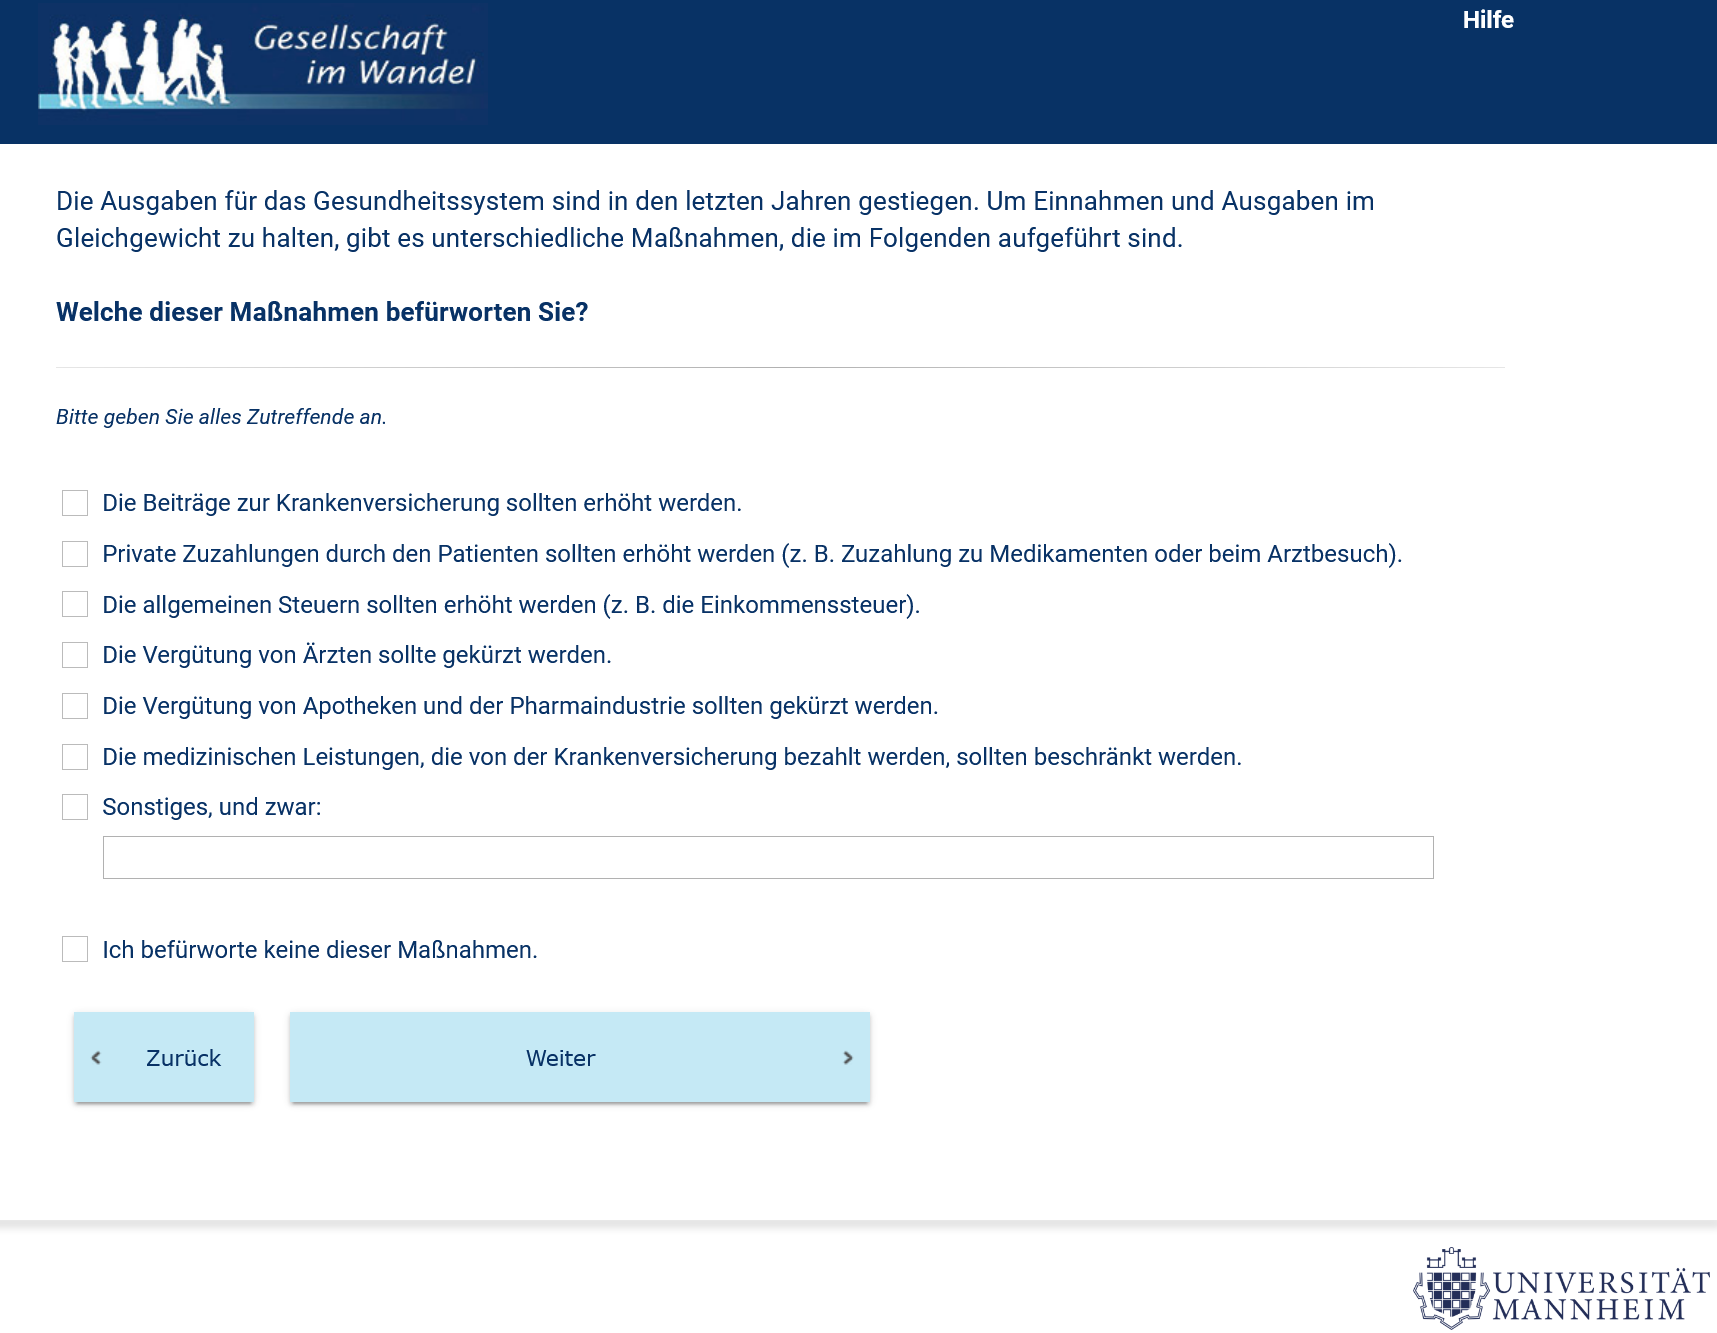 Gesellschaft
im Wandel
Hilfe
Die Ausgaben für das Gesundheitssystem sind in den letzten Jahren gestiegen. Um Einnahmen und Ausgaben im
Gleichgewicht zu halten, gibt es unterschiedliche Maßnahmen, die im Folgenden aufgeführt sind.
Welche dieser Maßnahmen befürworten Sie?
Bitte geben Sie alles Zutreffende an.
Die Beiträge zur Krankenversicherung sollten erhöht werden.
Private Zuzahlungen durch den Patienten sollten erhöht werden (z. B. Zuzahlung zu Medikamenten oder beim Arztbesuch).
Die allgemeinen Steuern sollten erhöht werden (z. B. die Einkommenssteuer).
Die Vergütung von Ärzten sollte gekürzt werden.
Die Vergütung von Apotheken und der Pharmaindustrie sollten gekürzt werden.
Die medizinischen Leistungen, die von der Krankenversicherung bezahlt werden, sollten beschränkt werden.
Sonstiges, und zwar:
Ich befürworte keine dieser Maßnahmen.
Zurück
Weiter
UNIVERSITÄT
MANNHEIM